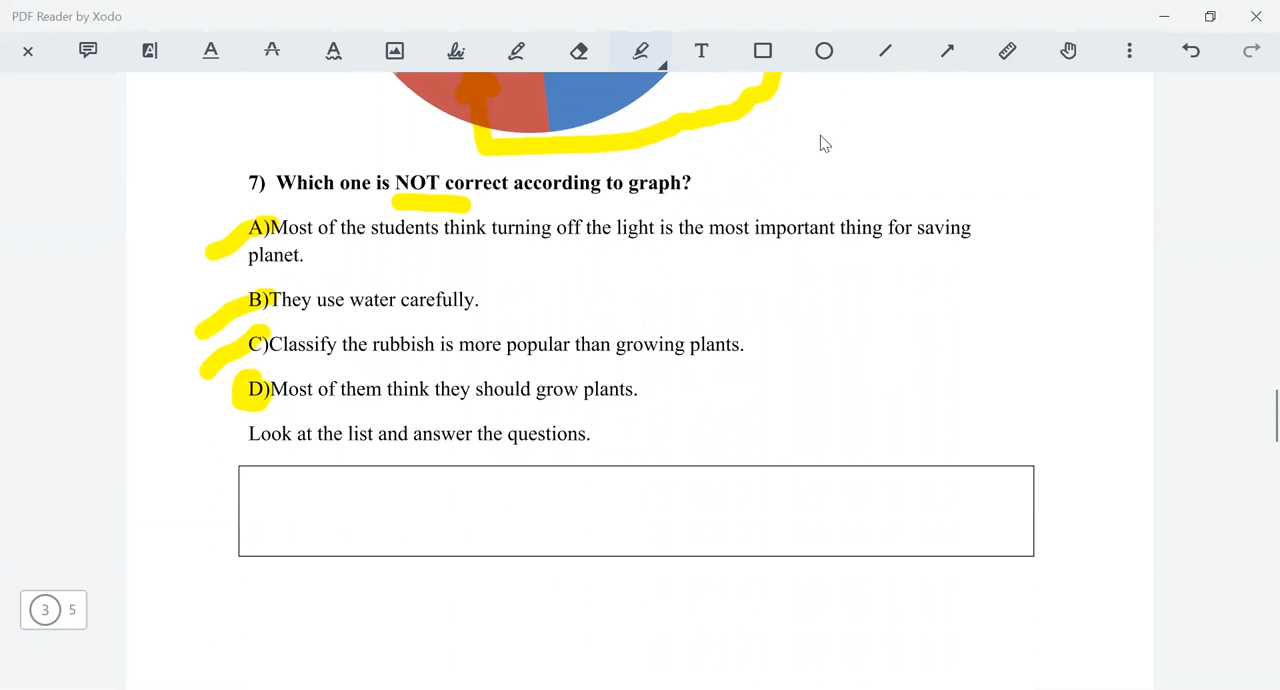 PDF Reader by Xodo
7) Which one is NOT correct according to graph?
A)Most of the students think turning off the light is the most important thing for saving
planet.
B)They use water carefully.
C)Classify the rubbish is more popular than growing plants.
D)Most of them think they should grow plants.
Look at the list and answer the questions.
3 5